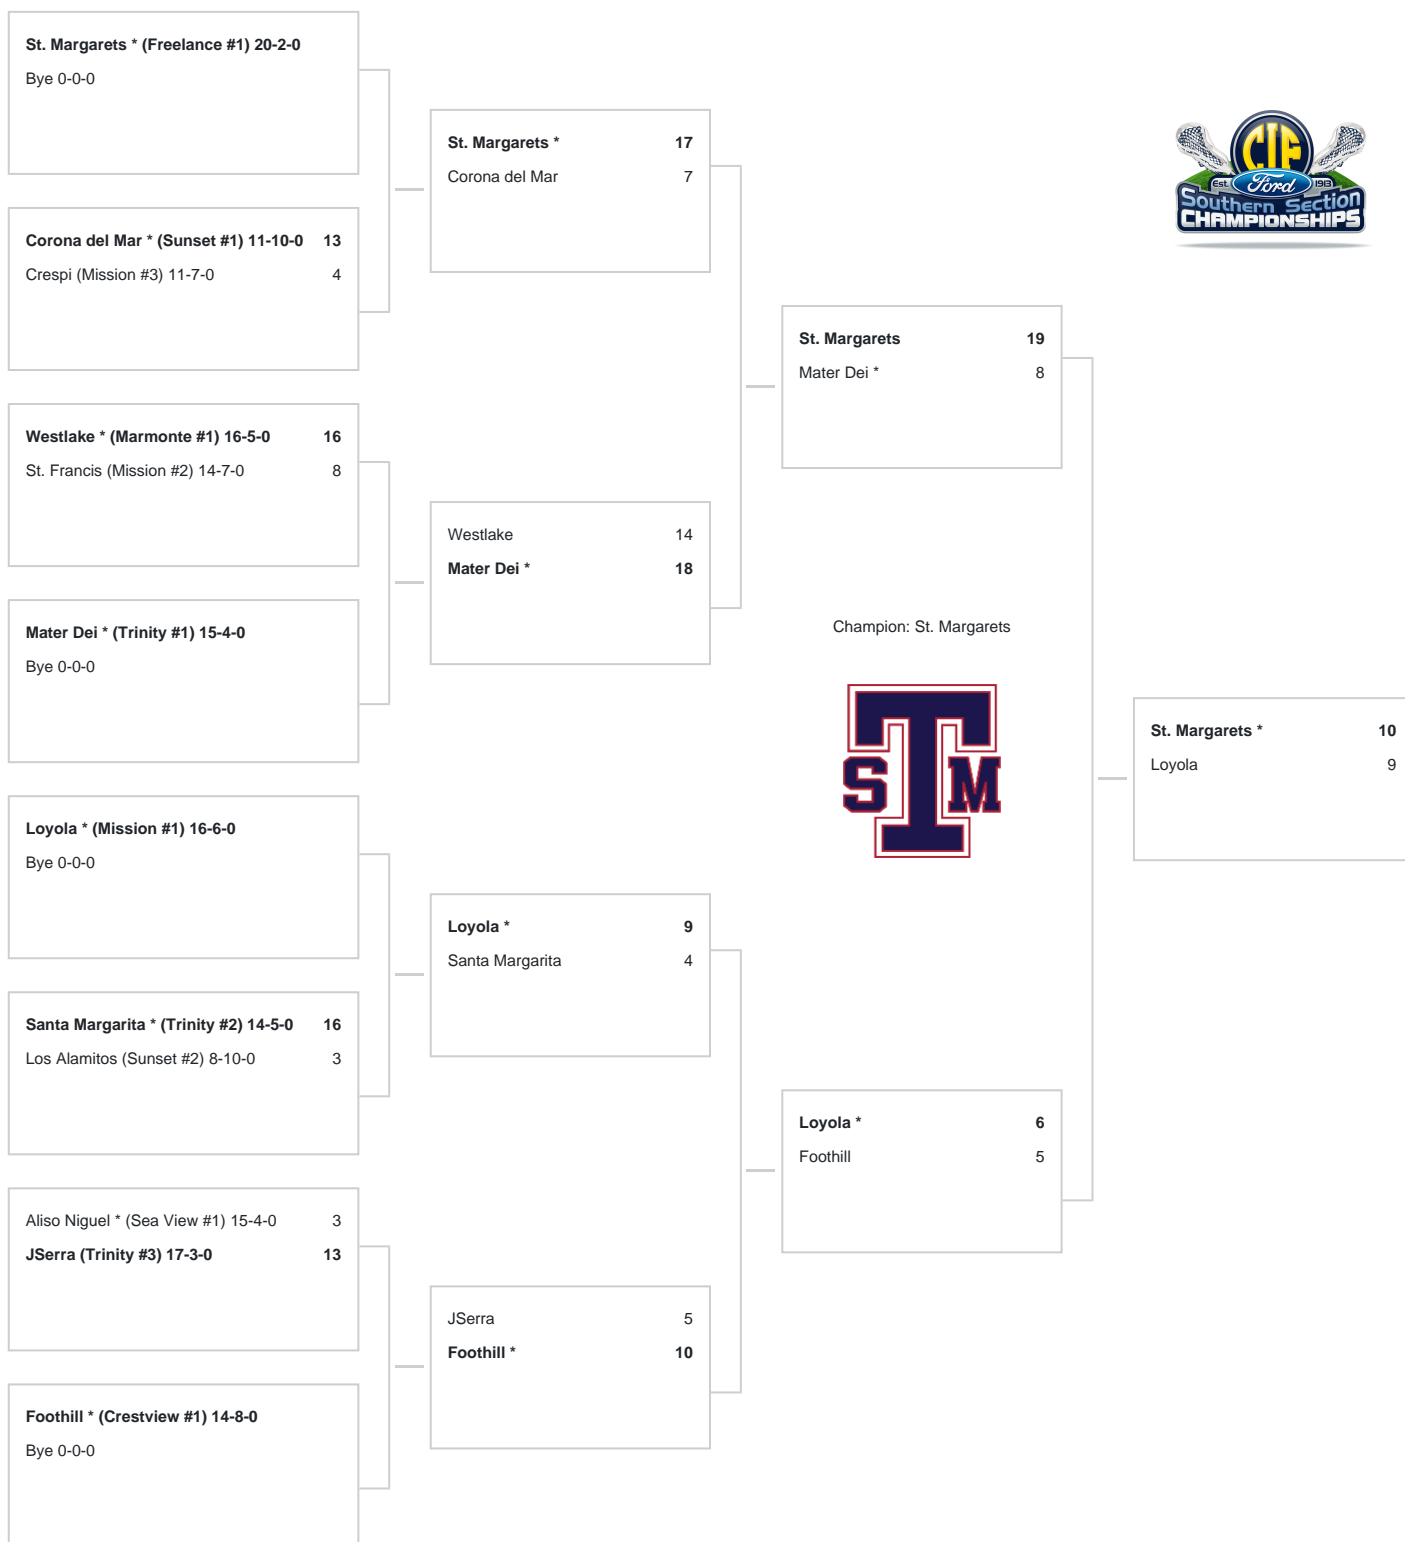 St. Margarets * (Freelance #1) 20-2-0
Bye 0-0-0
Corona del Mar * (Sunset #1) 11-10-0 13
Crespi (Mission #3) 11-7-0 4
Westlake * (Marmonte #1) 16-5-0 16
St. Francis (Mission #2) 14-7-0 8
Mater Dei * (Trinity #1) 15-4-0
Bye 0-0-0
Loyola * (Mission #1) 16-6-0
Bye 0-0-0
Santa Margarita * (Trinity #2) 14-5-0 16
Los Alamitos (Sunset #2) 8-10-0 3
Aliso Niguel * (Sea View #1) 15-4-0 3
JSerra (Trinity #3) 17-3-0 13
Foothill * (Crestview #1) 14-8-0
Bye 0-0-0
St. Margarets * 17
Corona del Mar 7
Westlake 14
Mater Dei * 18
Loyola * 9
Santa Margarita 4
JSerra 5
Foothill * 10
St. Margarets 19
Mater Dei * 8
Loyola * 6
Foothill 5
Champion: St. Margarets
S T M
St. Margarets * 10
Loyola 9
CIF
Est. Ford 1913
Southern Section
CHAMPIONSHIPS